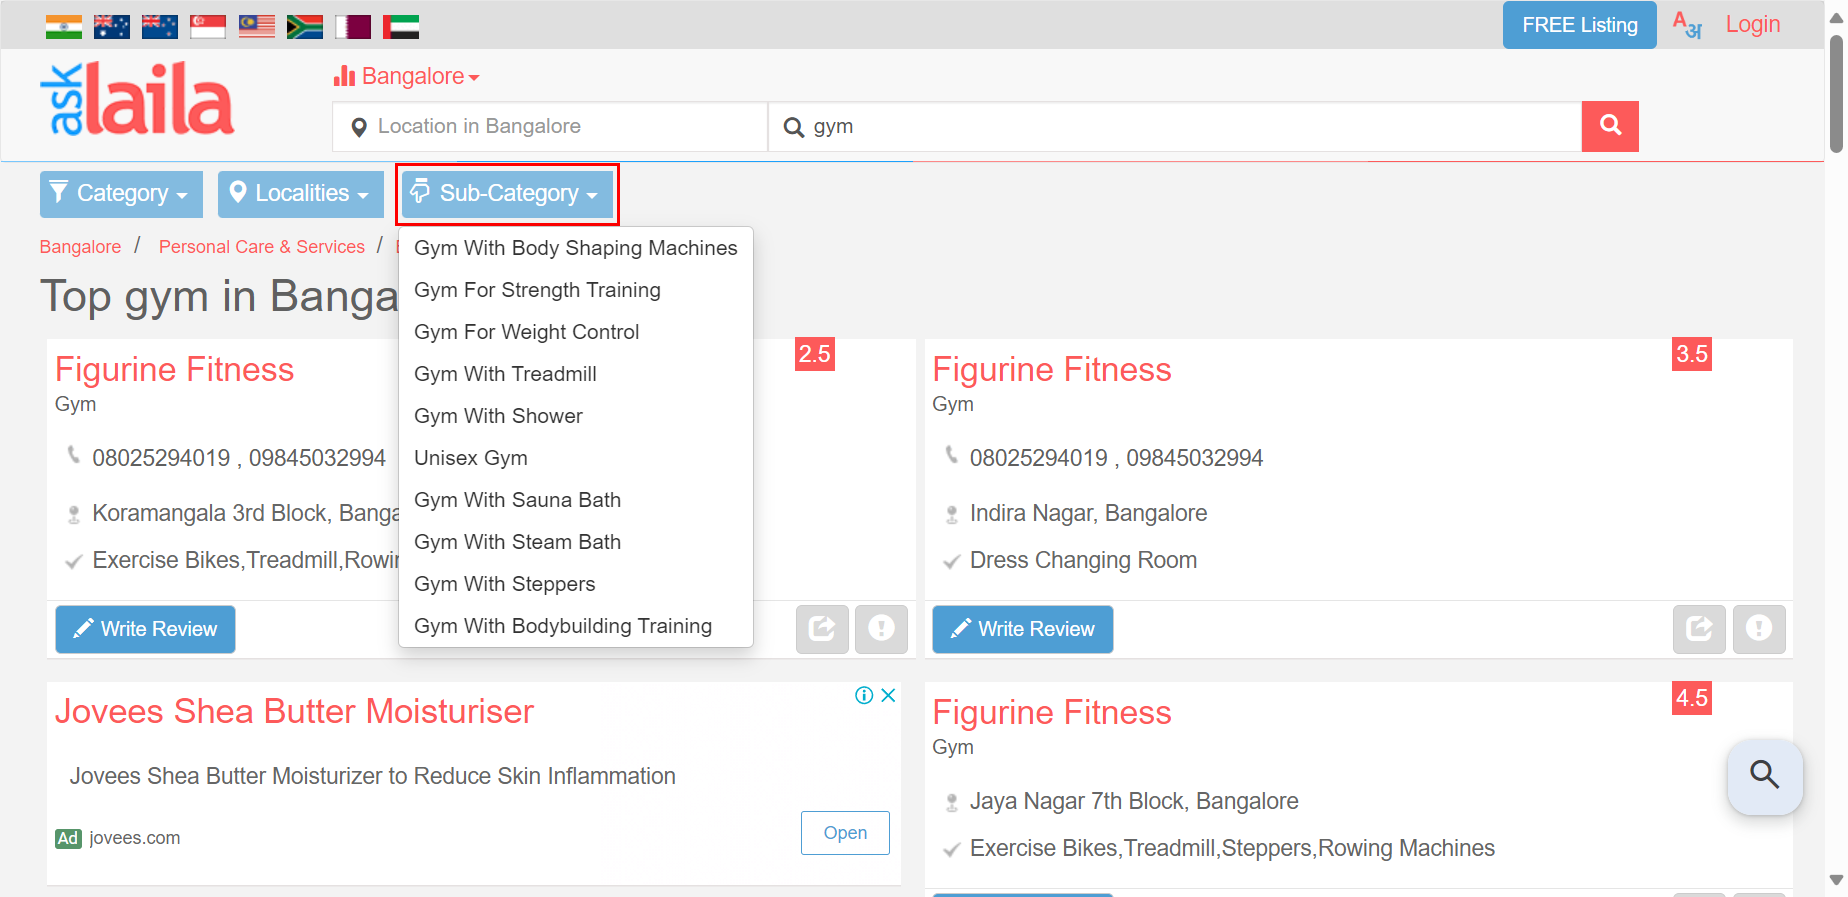 FREE Listing
Aअ
Login
ask laila
Bangalore
Location in Bangalore
gym
Category
Localities
Sub-Category
Bangalore / Personal Care & Services /
Gym With Body Shaping Machines
Gym For Strength Training
Gym For Weight Control
Gym With Treadmill
Gym With Shower
Unisex Gym
Gym With Sauna Bath
Gym With Steam Bath
Gym With Steppers
Gym With Bodybuilding Training
Top gym in Banga
Figurine Fitness
2.5
Gym
08025294019 , 09845032994
Koramangala 3rd Block, Banga
Exercise Bikes,Treadmill,Rowin
Write Review
Figurine Fitness
3.5
Gym
08025294019 , 09845032994
Indira Nagar, Bangalore
Dress Changing Room
Write Review
Jovees Shea Butter Moisturiser
Jovees Shea Butter Moisturizer to Reduce Skin Inflammation
Ad jovees.com
Open
Figurine Fitness
4.5
Gym
Jaya Nagar 7th Block, Bangalore
Exercise Bikes,Treadmill,Steppers,Rowing Machines